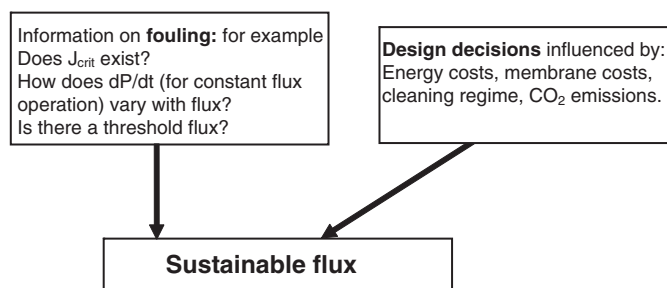 Information on fouling: for example
Does J_crit exist?
How does dP/dt (for constant flux
operation) vary with flux?
Is there a threshold flux?
Design decisions influenced by:
Energy costs, membrane costs,
cleaning regime, CO₂ emissions.
Sustainable flux